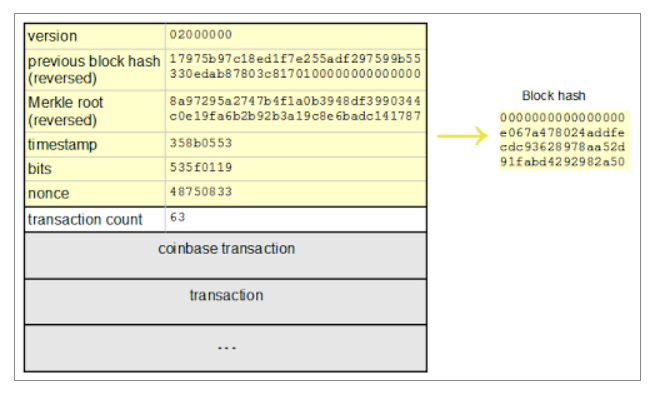 version 02000000
previous block hash 17975b97c18ed1f7e255adf297599b55
(reversed) 330edab87803c8170100000000000000
Merkle root 8a97295a2747b4f1a0b3948df3990344
(reversed) c0e19fa6b2b92b3a19c8e6badc141787
timestamp 358b0553
bits 535f0119
nonce 48750833
transaction count 63
coinbase transaction
transaction
...
Block hash
0000000000000000
e067a478024addfe
cdc93628978aa52d
91fabd4292982a50